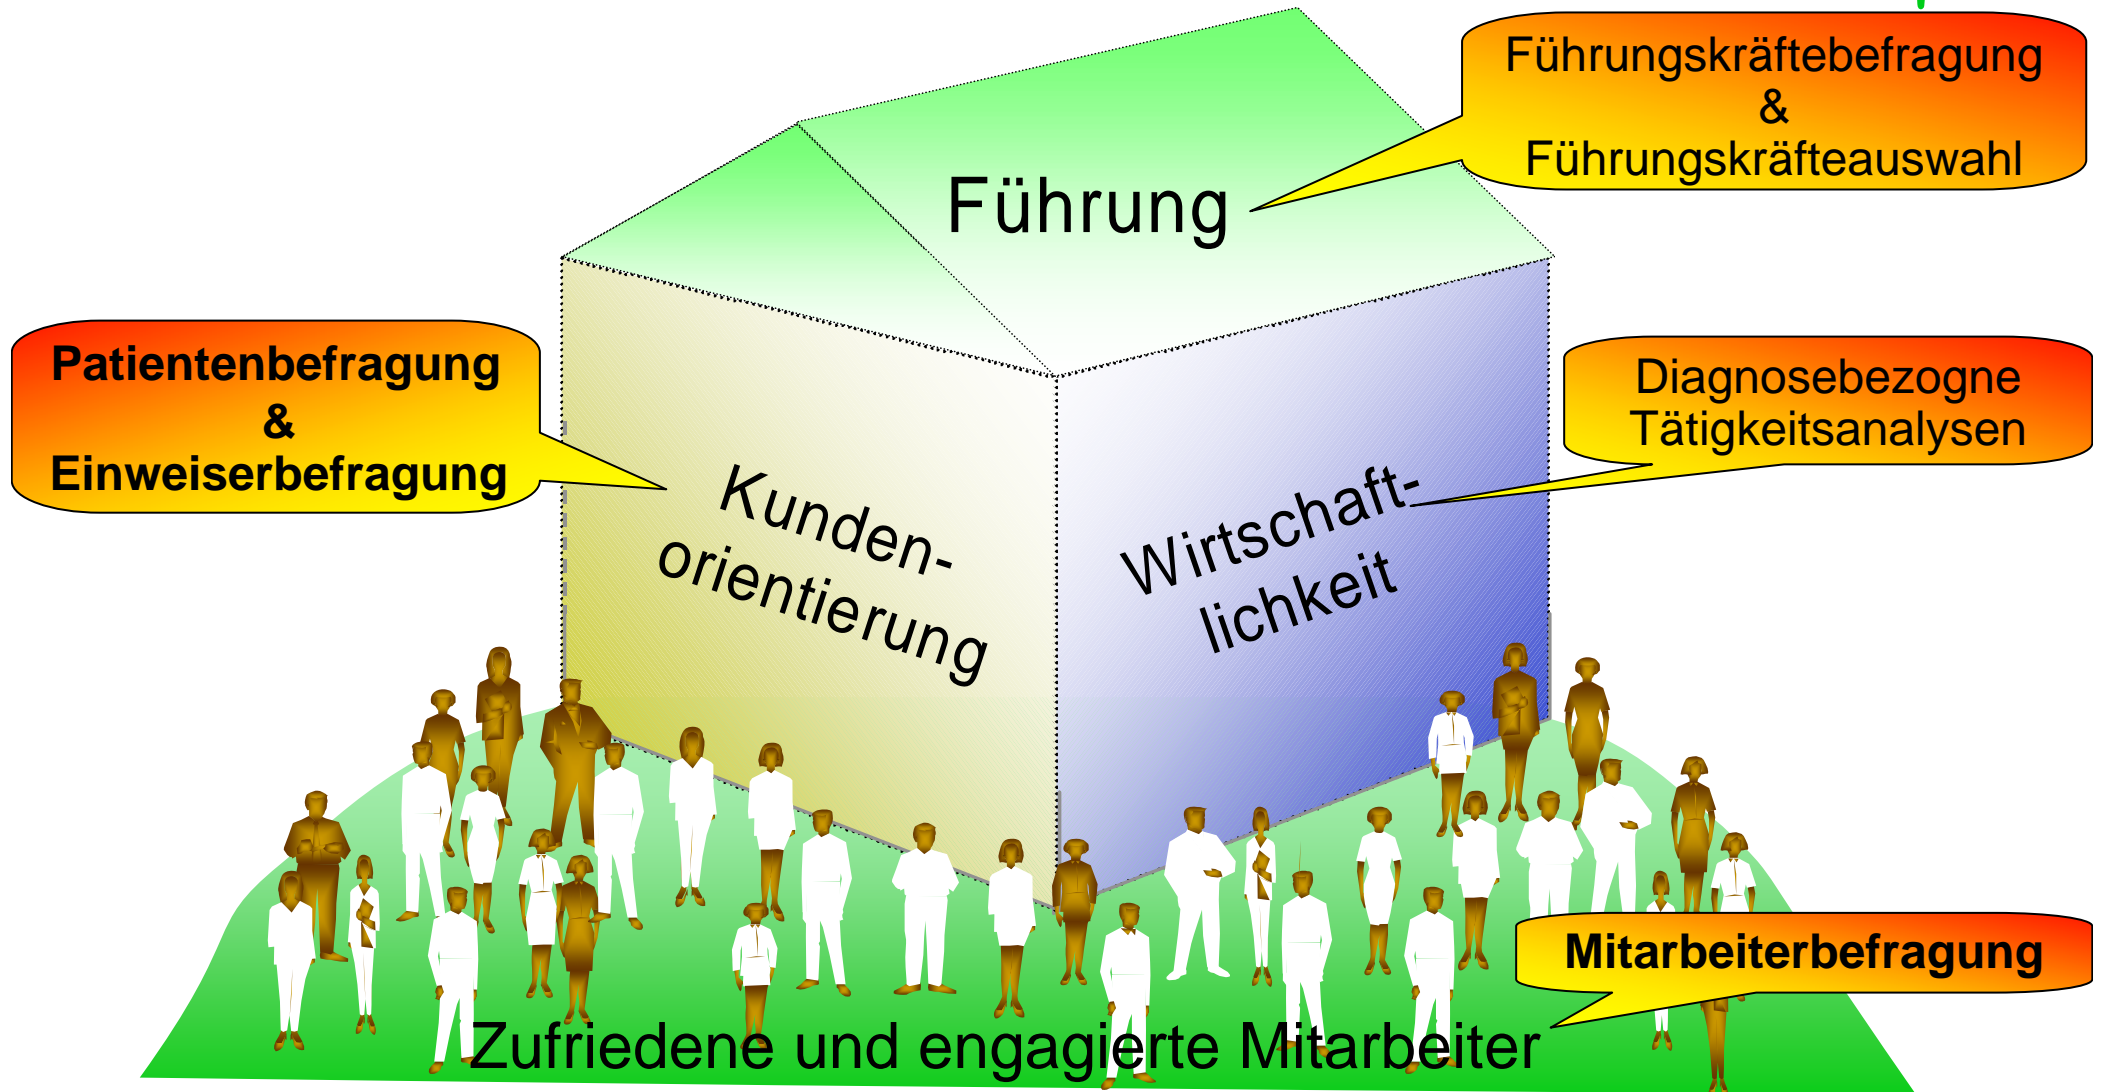 Führungskräftebefragung
&
Führungskräfteauswahl
Führung
Patientenbefragung
&
Einweiserbefragung
Diagnosebezogne
Tätigkeitsanalysen
Kunden-
orientierung
Wirtschaft-
lichkeit
Mitarbeiterbefragung
Zufriedene und engagierte Mitarbeiter